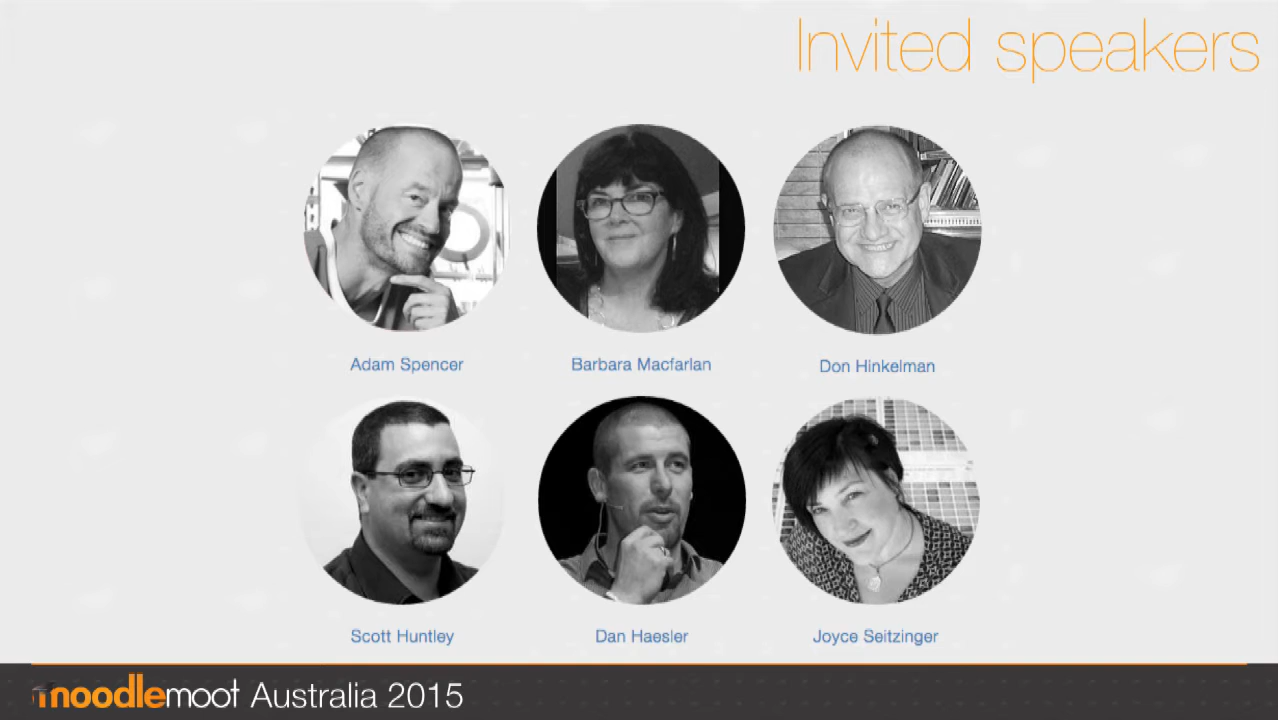 Invited speakers
Adam Spencer
Barbara Macfarlan
Don Hinkelman
Scott Huntley
Dan Haesler
Joyce Seitzinger
moodlemoot Australia 2015